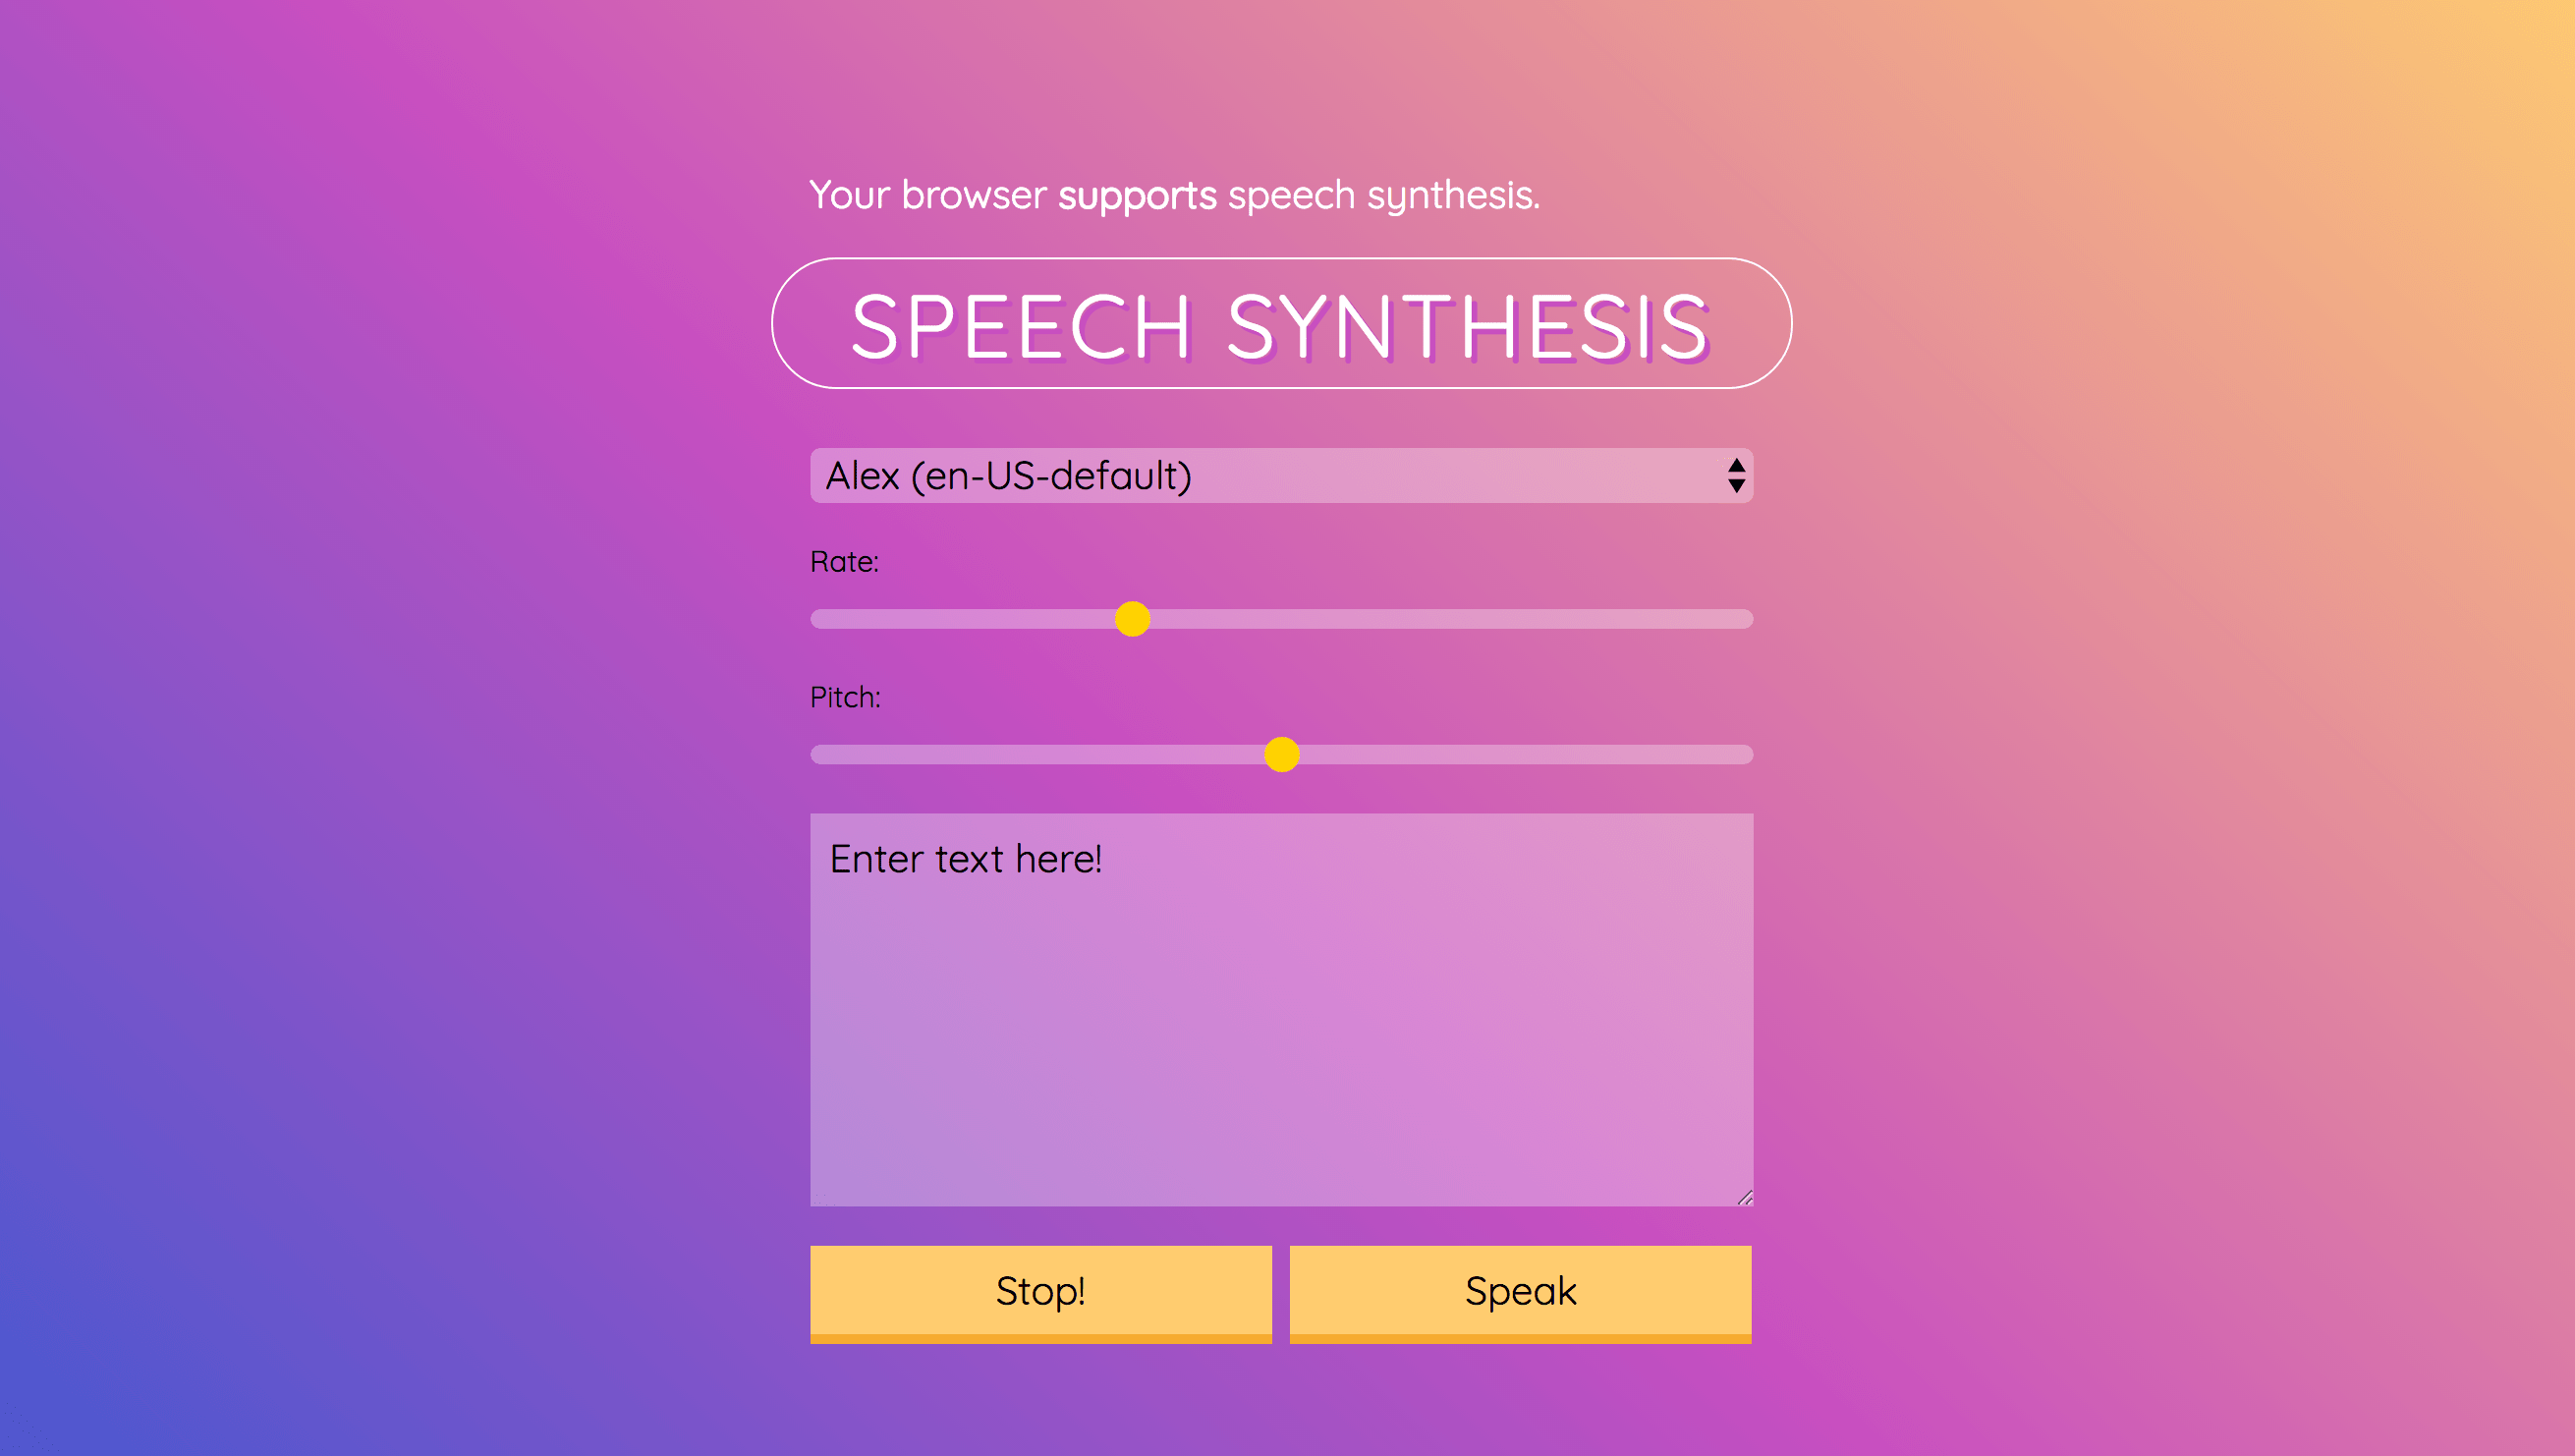 Your browser supports speech synthesis.
SPEECH SYNTHESIS
Alex (en-US-default)
Rate:
Pitch:
Enter text here!
Stop! Speak